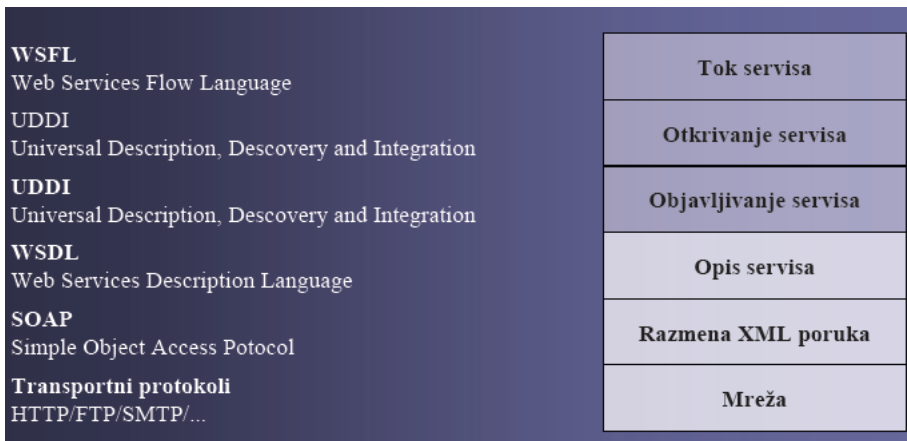 WSFL
Web Services Flow Language
Tok servisa
UDDI
Universal Description, Descovery and Integration
Otkrivanje servisa
UDDI
Universal Description, Descovery and Integration
Objavljivanje servisa
WSDL
Web Services Description Language
Opis servisa
SOAP
Simple Object Access Potocol
Razmena XML poruka
Transportni protokoli
HTTP/FTP/SMTP/...
Mreža